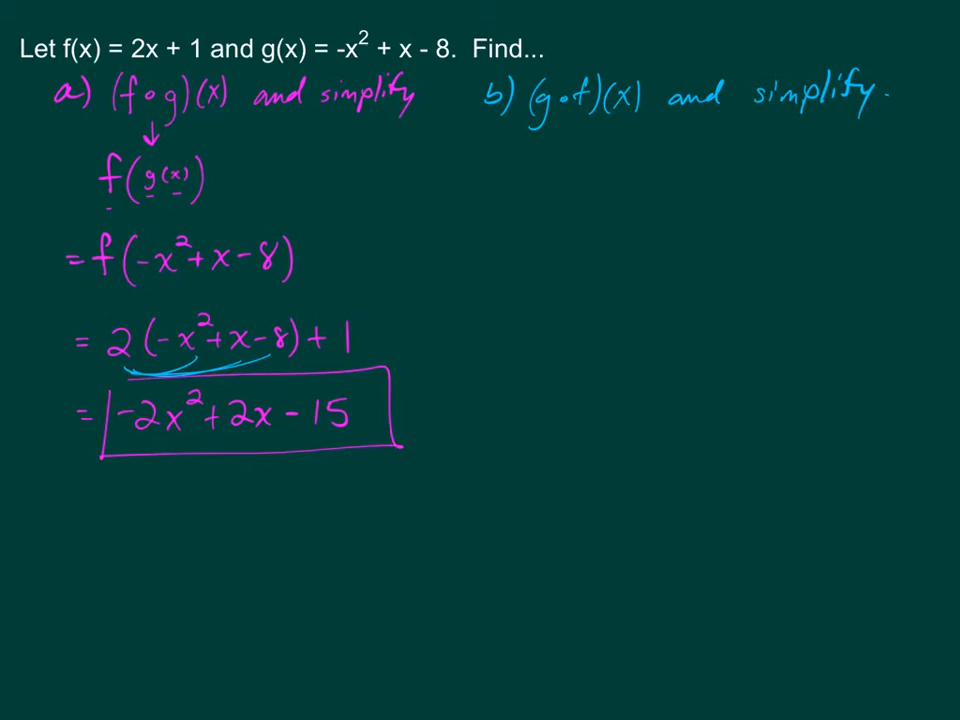 Let f(x) = 2x + 1 and g(x) = -x² + x - 8. Find...
a) (f∘g)(x) and simplify
b) (g∘f)(x) and simplify.
↓
f(g(x))
= f(-x²+x-8)
= 2(-x²+x-8)+1
= -2x²+2x-15